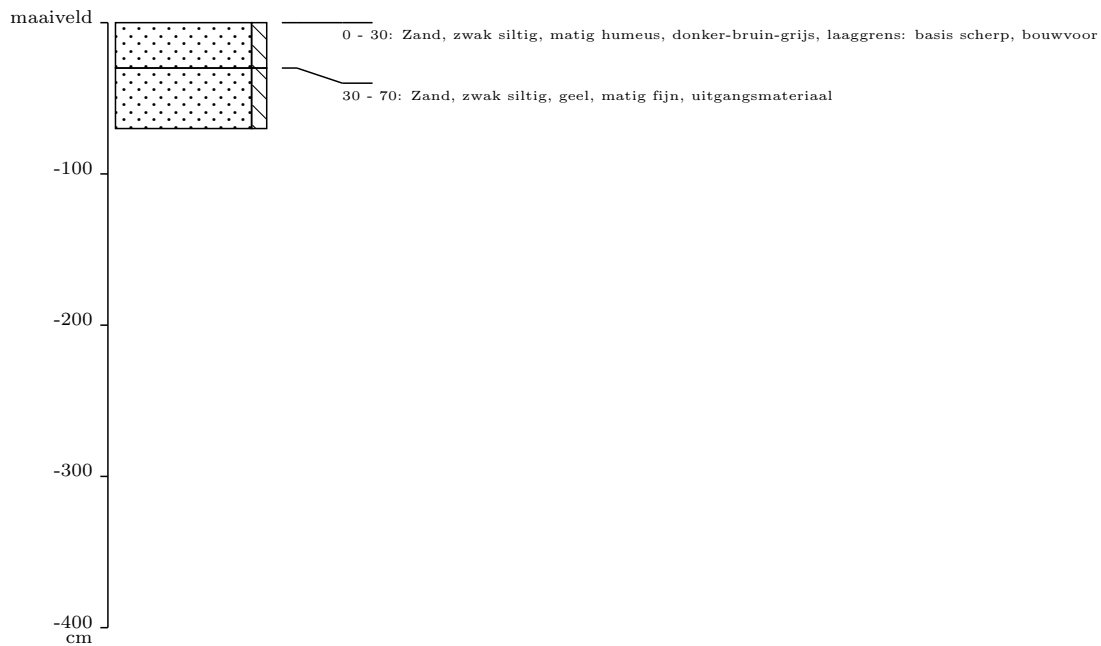 maaiveld
0 - 30: Zand, zwak siltig, matig humeus, donker-bruin-grijs, laaggrens: basis scherp, bouwvoor
30 - 70: Zand, zwak siltig, geel, matig fijn, uitgangsmateriaal
-100
-200
-300
-400
cm